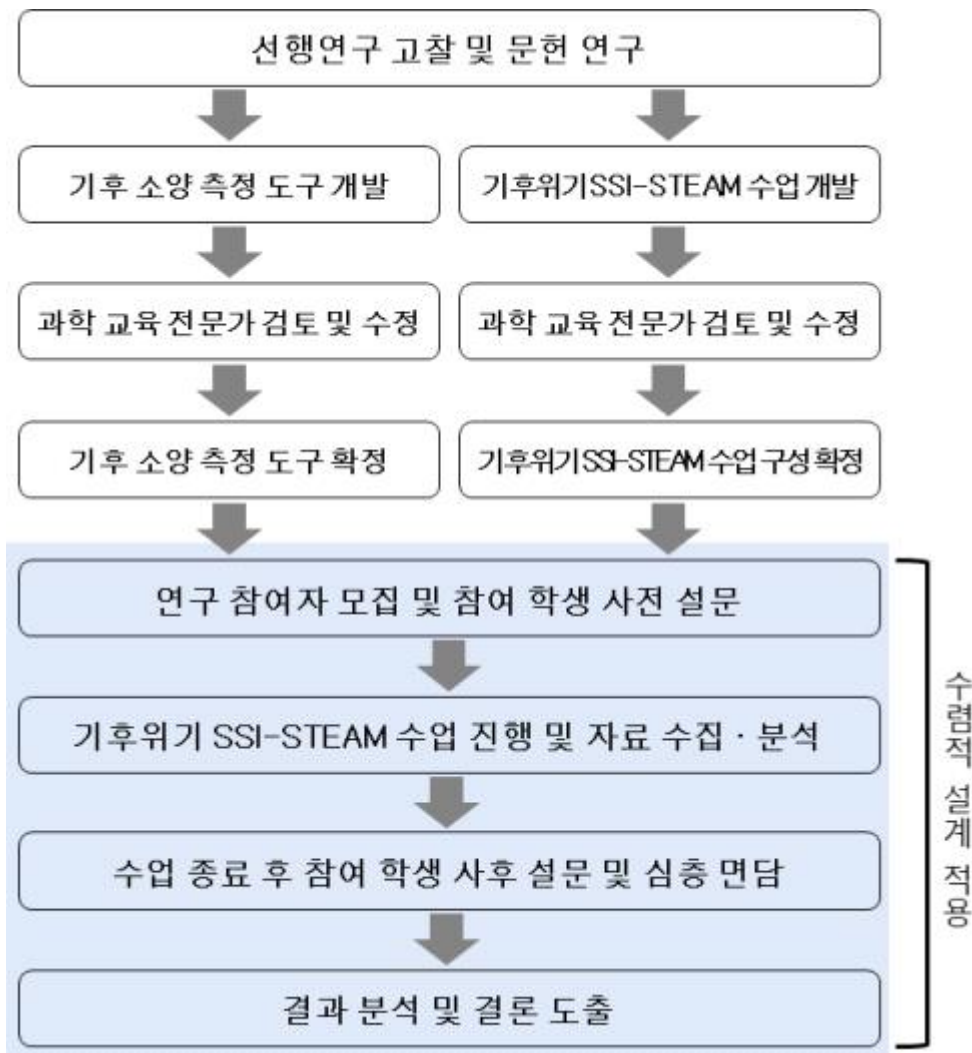 선행연구 고찰 및 문헌 연구
기후 소양 측정 도구 개발
기후위기 SSI-STEAM 수업 개발
과학 교육 전문가 검토 및 수정
과학 교육 전문가 검토 및 수정
기후 소양 측정 도구 확정
기후위기 SSI-STEAM 수업 구성 확정
연구 참여자 모집 및 참여 학생 사전 설문
기후위기 SSI-STEAM 수업 진행 및 자료 수집 · 분석
수업 종료 후 참여 학생 사후 설문 및 심층 면담
결과 분석 및 결론 도출
수렴적 설계 적용